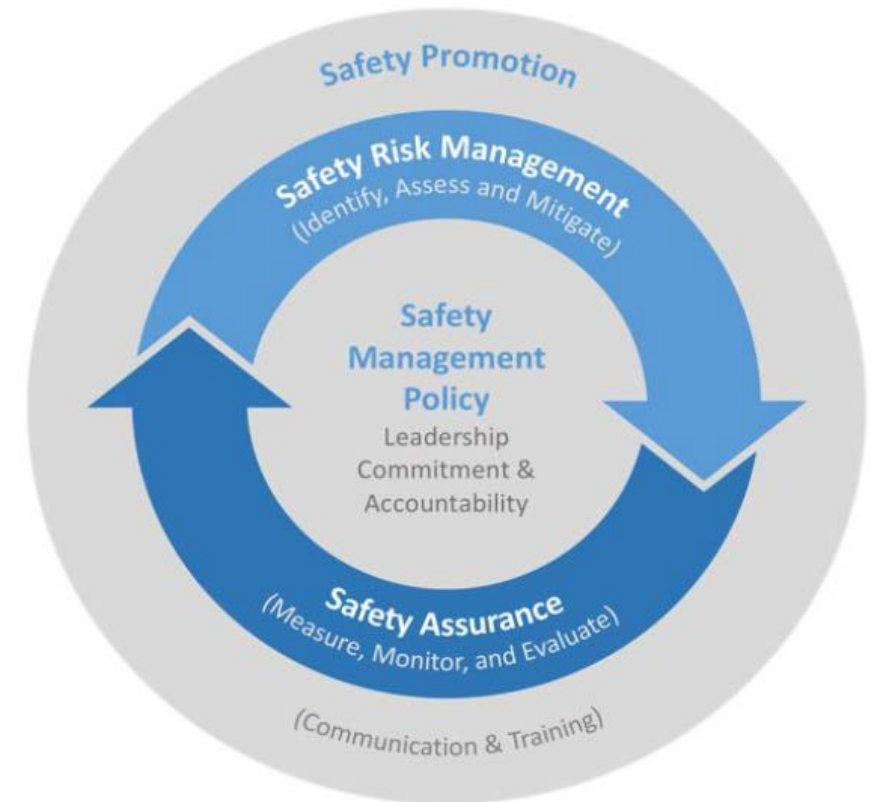 Safety Promotion
Safety Risk Management
(Identify, Assess and Mitigate)
Safety
Management
Policy
Leadership
Commitment &
Accountability
Safety Assurance
(Measure, Monitor, and Evaluate)
(Communication & Training)